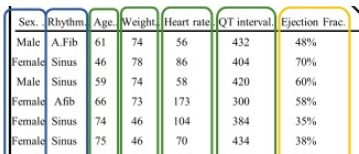 Sex. . Rhythm. Age.. Weight.. Heart rate. QT interval. Ejection Frac.
Male A.Fib 61 74 56 432 48%
Female Sinus 46 78 86 404 70%
Male Sinus 59 74 58 420 60%
Female Afib 66 73 173 300 58%
Female Sinus 74 46 104 384 35%
Female Sinus 75 46 70 434 38%